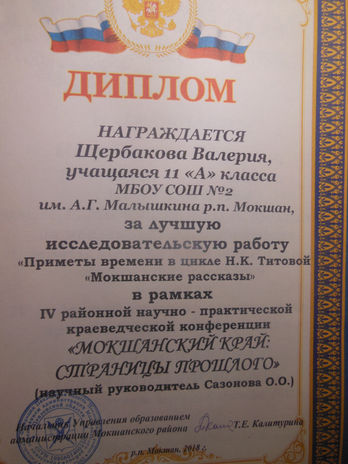 ДИПЛОМ
НАГРАЖДАЕТСЯ
Щербакова Валерия,
учащаяся 11 «А» класса
МБОУ СОШ №2
им. А.Г. Малышкина р.п. Мокшан,
за лучшую
исследовательскую работу
«Приметы времени в цикле Н.К. Титовой
«Мокшанские рассказы»
в рамках
IV районной научно - практической
краеведческой конференции
«МОКШАНСКИЙ КРАЙ:
СТРАНИЦЫ ПРОШЛОГО»
(научный руководитель Сазонова О.О.)
Начальник Управления образованием
администрации Мокшанского района Т.Е. Калитурина
р.п. Мокшан, 2018 г.